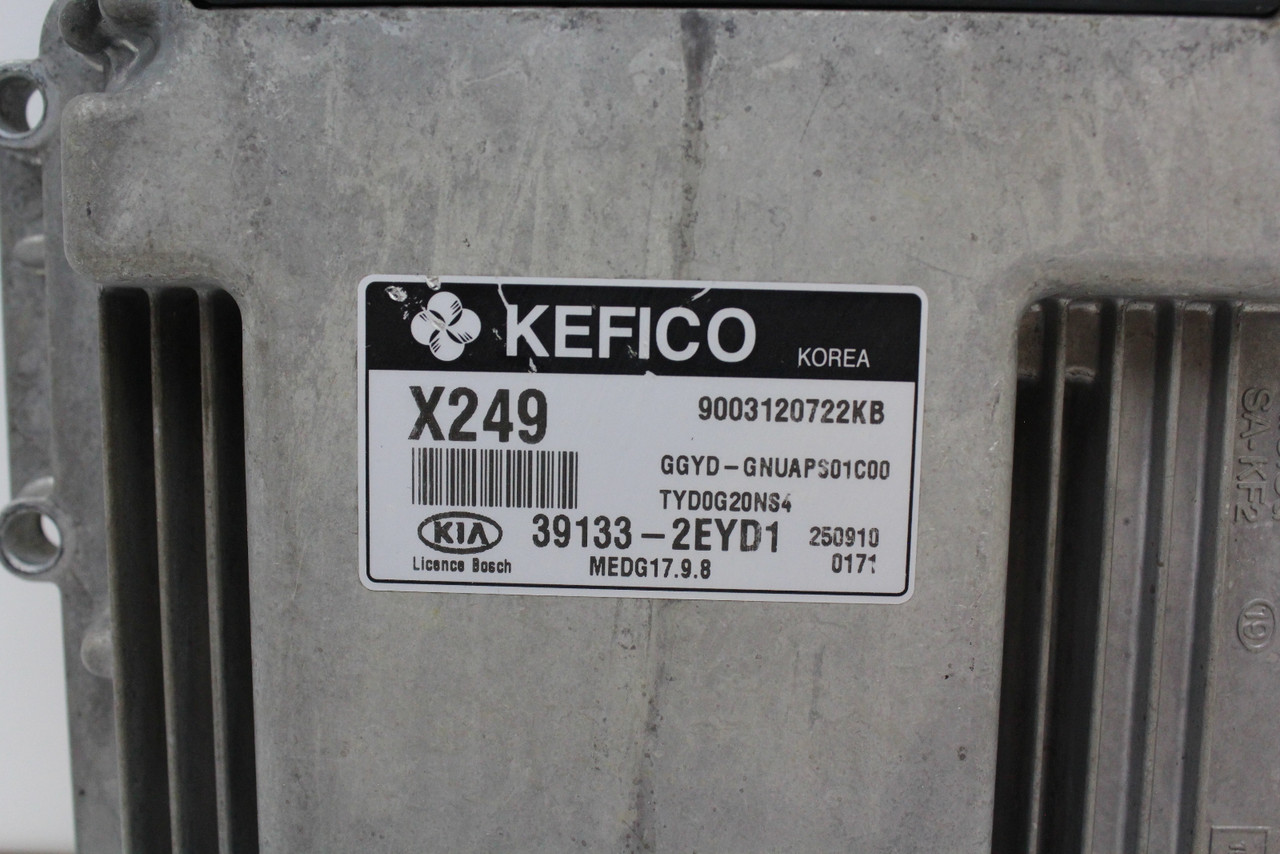 KEFICO KOREA
X249 9003120722KB
GGYD-GNUAPS01C00
TYD0G20NS4
KIA 39133-2EYD1 250910
Licence Bosch MEDG17.9.8 0171
SA-KF2
19